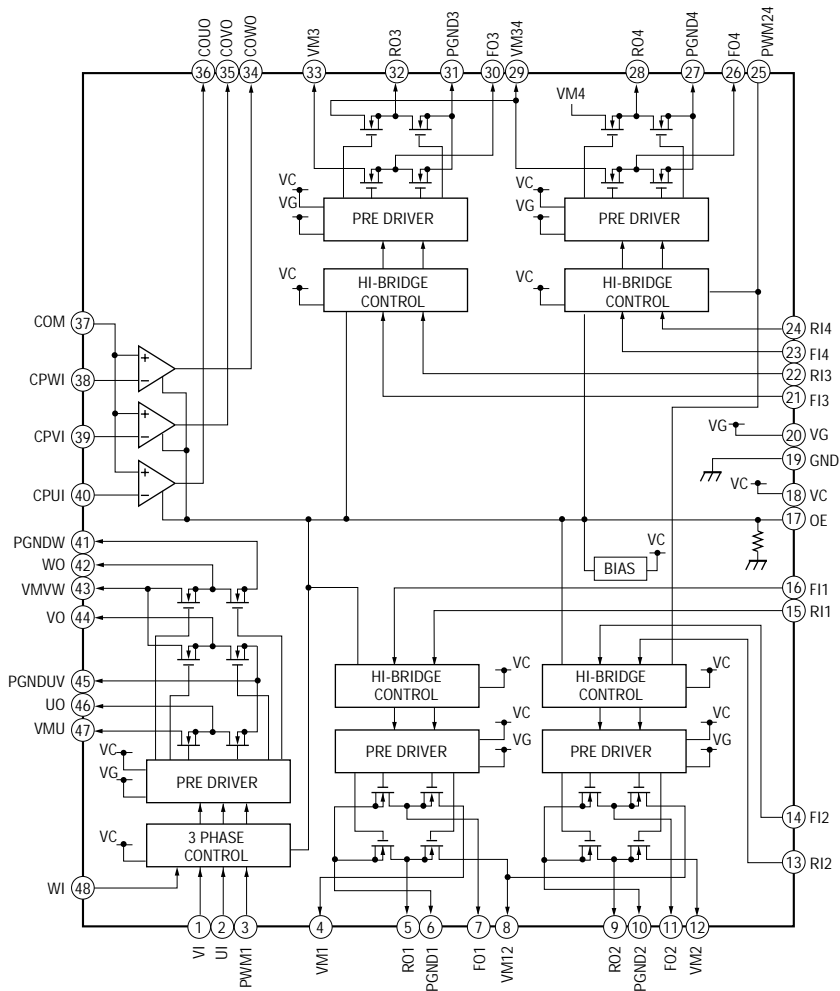 COUO
COVO
COWO
VM3
RO3
PGND3
FO3
VM34
RO4
PGND4
FO4
PWM24
36
35
34
33
32
31
30
29
28
27
26
25
VM4
VC
VG
PRE DRIVER
VC
VG
PRE DRIVER
VC
HI-BRIDGE
CONTROL
VC
HI-BRIDGE
CONTROL
COM
37
+
−
CPWI
38
+
−
CPVI
39
+
−
CPUI
40
24
RI4
23
FI4
22
RI3
21
FI3
VG
20
VG
19
GND
VC
18
VC
17
OE
BIAS
VC
16
FI1
15
RI1
PGNDW
41
WO
42
VMVW
43
VO
44
PGNDUV
45
UO
46
VMU
47
VC
VG
PRE DRIVER
VC
3 PHASE
CONTROL
WI
48
HI-BRIDGE
CONTROL
VC
HI-BRIDGE
CONTROL
VC
PRE DRIVER
VC
VG
PRE DRIVER
VC
VG
14
FI2
13
RI2
1
2
3
4
5
6
7
8
9
10
11
12
VI
UI
PWM1
VM1
RO1
PGND1
FO1
VM12
RO2
PGND2
FO2
VM2